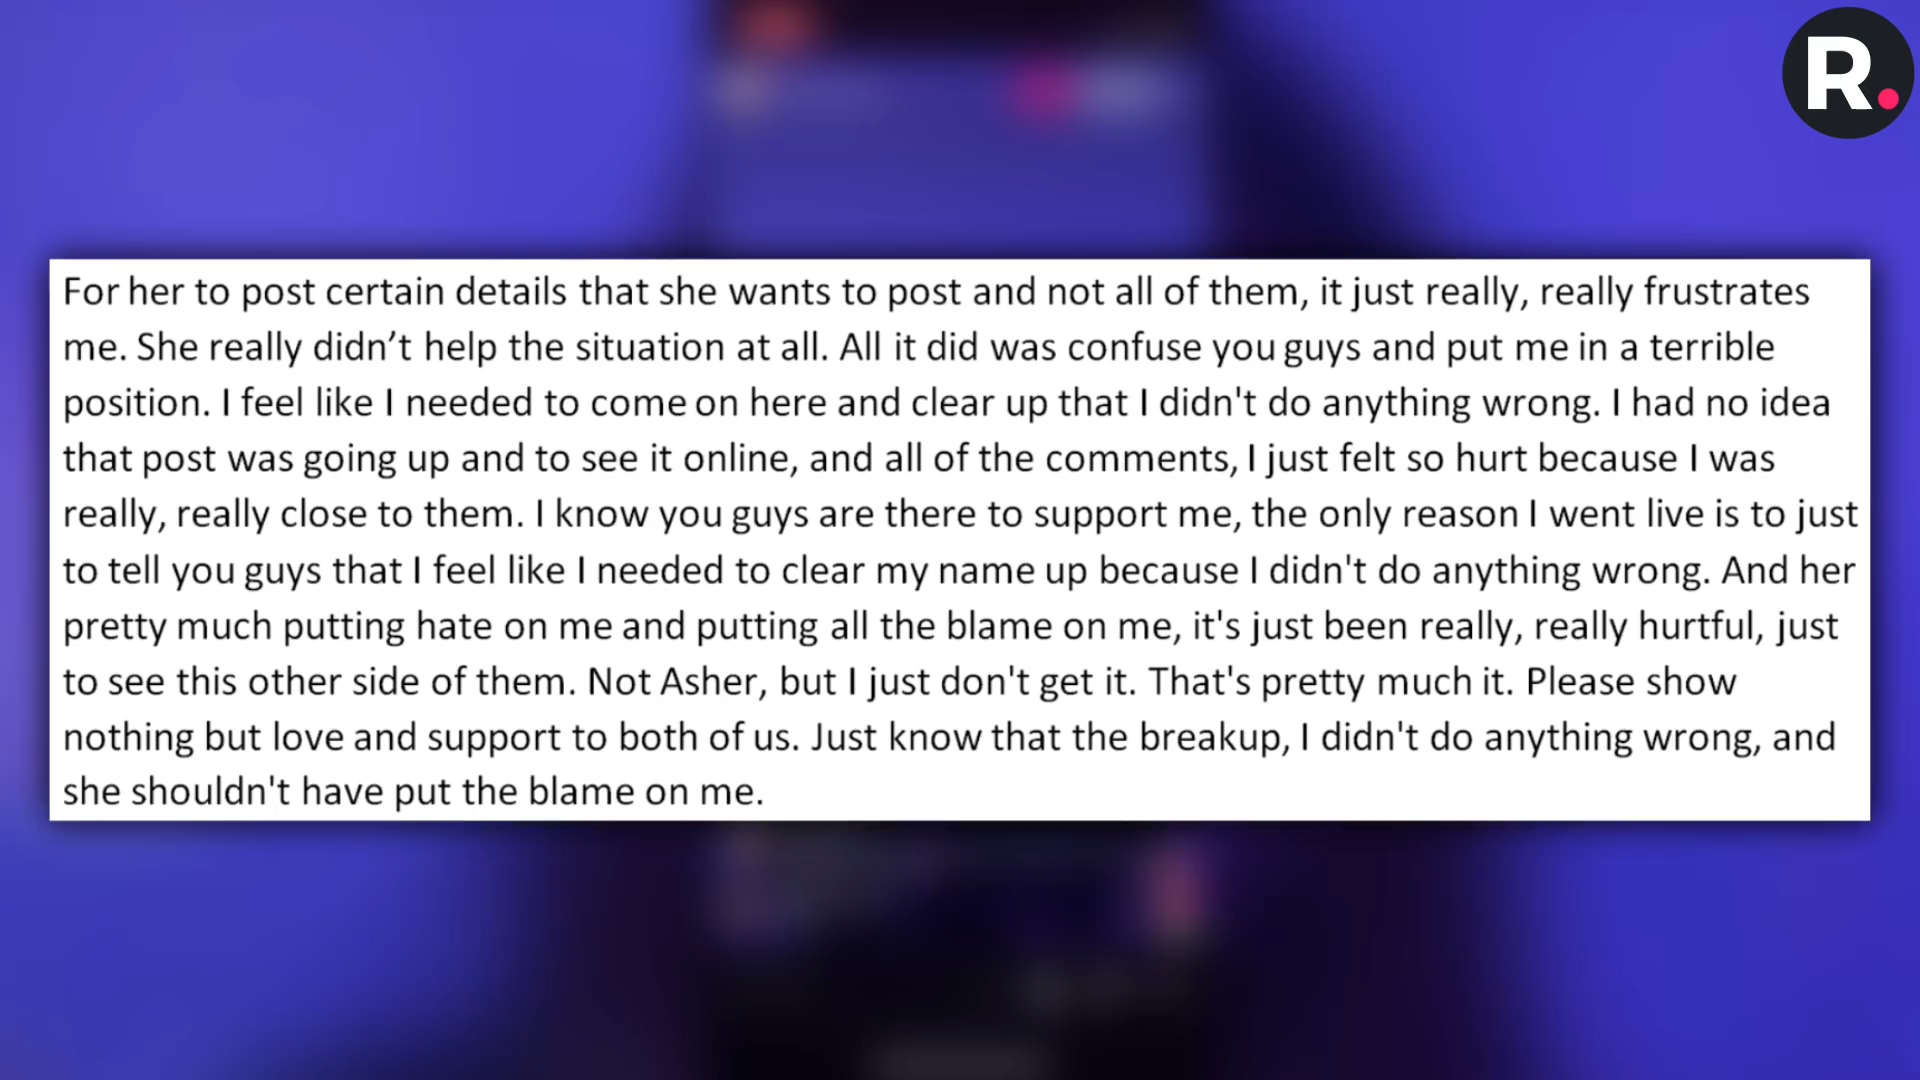 R.
For her to post certain details that she wants to post and not all of them, it just really, really frustrates
me. She really didn’t help the situation at all. All it did was confuse you guys and put me in a terrible
position. I feel like I needed to come on here and clear up that I didn't do anything wrong. I had no idea
that post was going up and to see it online, and all of the comments, I just felt so hurt because I was
really, really close to them. I know you guys are there to support me, the only reason I went live is to just
to tell you guys that I feel like I needed to clear my name up because I didn't do anything wrong. And her
pretty much putting hate on me and putting all the blame on me, it's just been really, really hurtful, just
to see this other side of them. Not Asher, but I just don't get it. That's pretty much it. Please show
nothing but love and support to both of us. Just know that the breakup, I didn't do anything wrong, and
she shouldn't have put the blame on me.